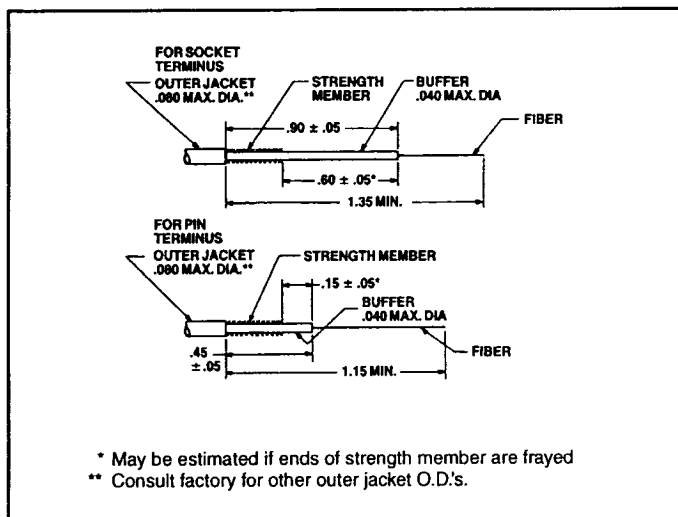 FOR SOCKET
TERMINUS
OUTER JACKET
.080 MAX. DIA.**
STRENGTH
MEMBER
BUFFER
.040 MAX. DIA
.90 ± .05
FIBER
.60 ± .05*
1.35 MIN.
FOR PIN
TERMINUS
OUTER JACKET
.080 MAX. DIA.**
STRENGTH MEMBER
.15 ± .05*
BUFFER
.040 MAX. DIA
.45
± .05
FIBER
1.15 MIN.
* May be estimated if ends of strength member are frayed
** Consult factory for other outer jacket O.D.'s.